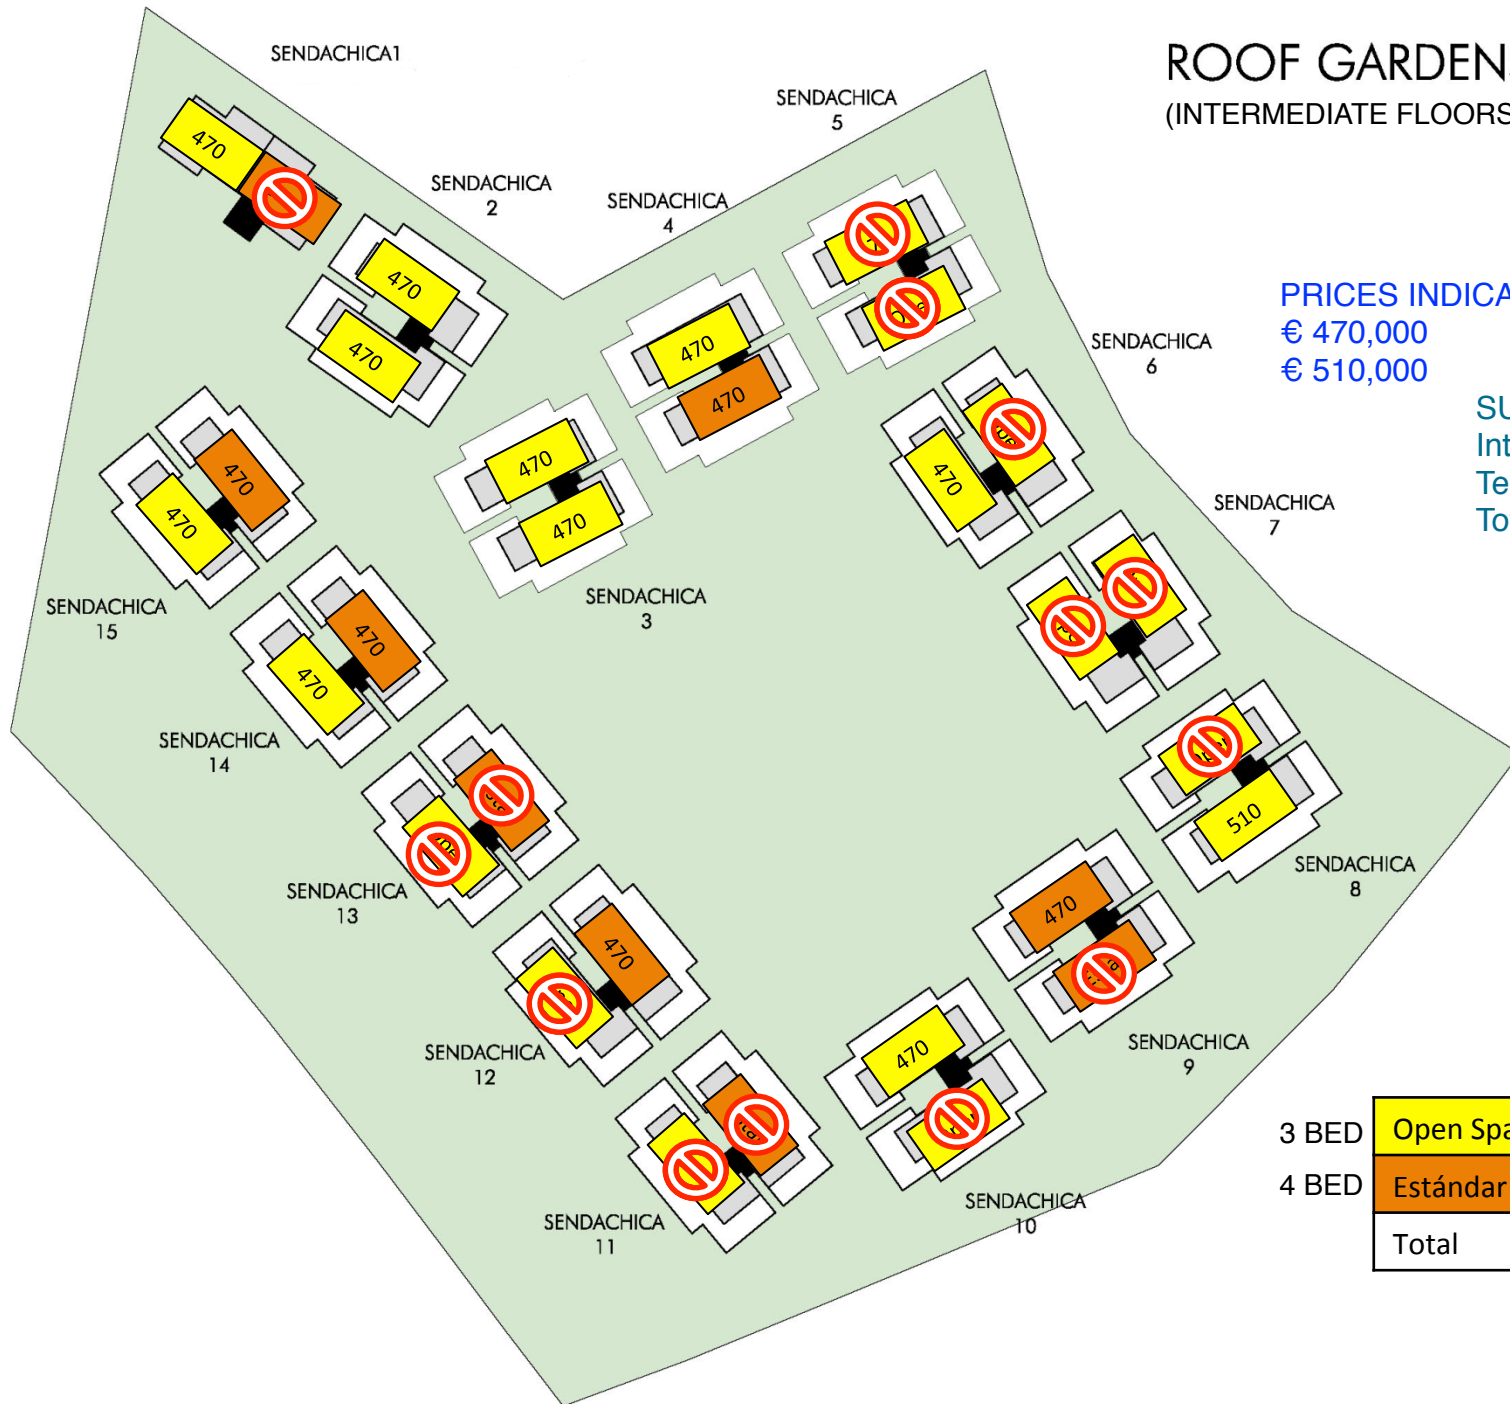 SENDACHICA1
ROOF GARDEN
(INTERMEDIATE FLOORS
SENDACHICA
5
470
SENDACHICA
2
SENDACHICA
4
470
470
470
470
PRICES INDICA
€ 470,000
€ 510,000
SENDACHICA
6
SU
Int
Te
To
470
470
470
SENDACHICA
7
470
470
SENDACHICA
3
SENDACHICA
15
470
470
SENDACHICA
14
510
SENDACHICA
8
SENDACHICA
13
470
470
SENDACHICA
9
SENDACHICA
12
470
SENDACHICA
10
SENDACHICA
11
3 BED
Open Spa
4 BED
Estándar
Total